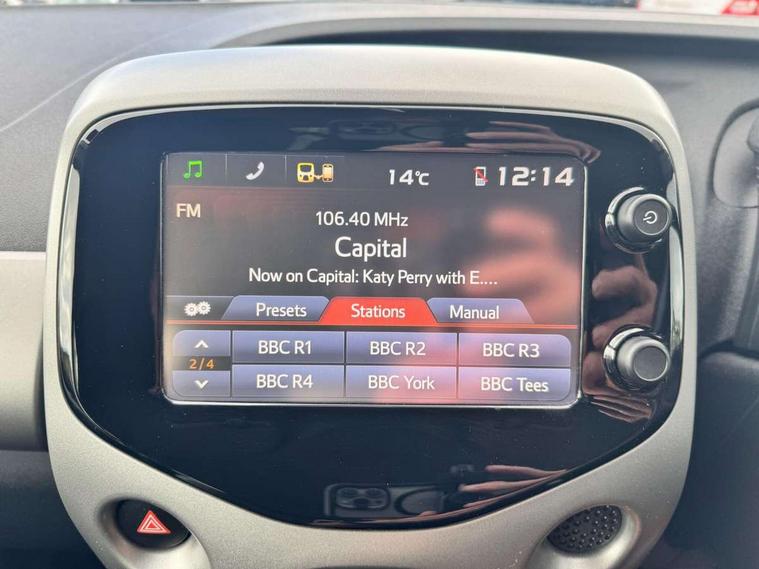 14°C
12:14
FM
106.40 MHz
Capital
Now on Capital: Katy Perry with E....
Presets Stations Manual
BBC R1 BBC R2 BBC R3
2/4
BBC R4 BBC York BBC Tees